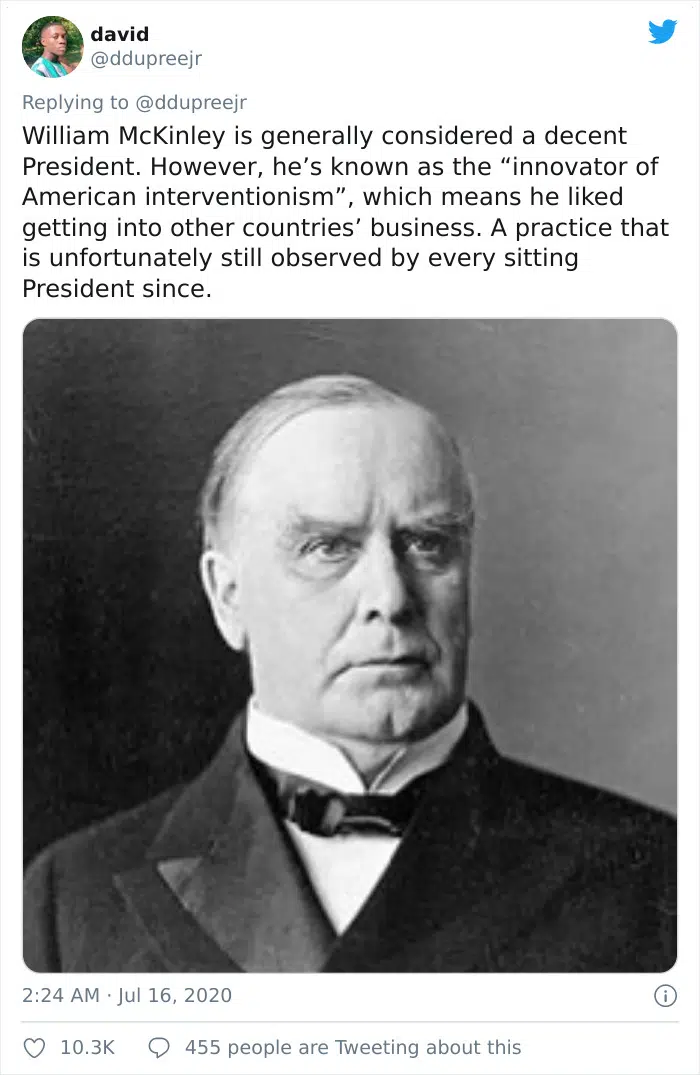 david
@ddupreejr
Replying to @ddupreejr
William McKinley is generally considered a decent
President. However, he’s known as the “innovator of
American interventionism”, which means he liked
getting into other countries’ business. A practice that
is unfortunately still observed by every sitting
President since.
2:24 AM · Jul 16, 2020
10.3K 455 people are Tweeting about this